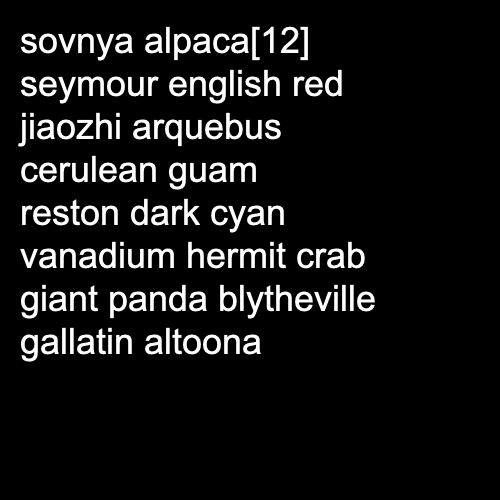 sovnya alpaca[12]
seymour english red
jiaozhi arquebus
cerulean guam
reston dark cyan
vanadium hermit crab
giant panda blytheville
gallatin altoona